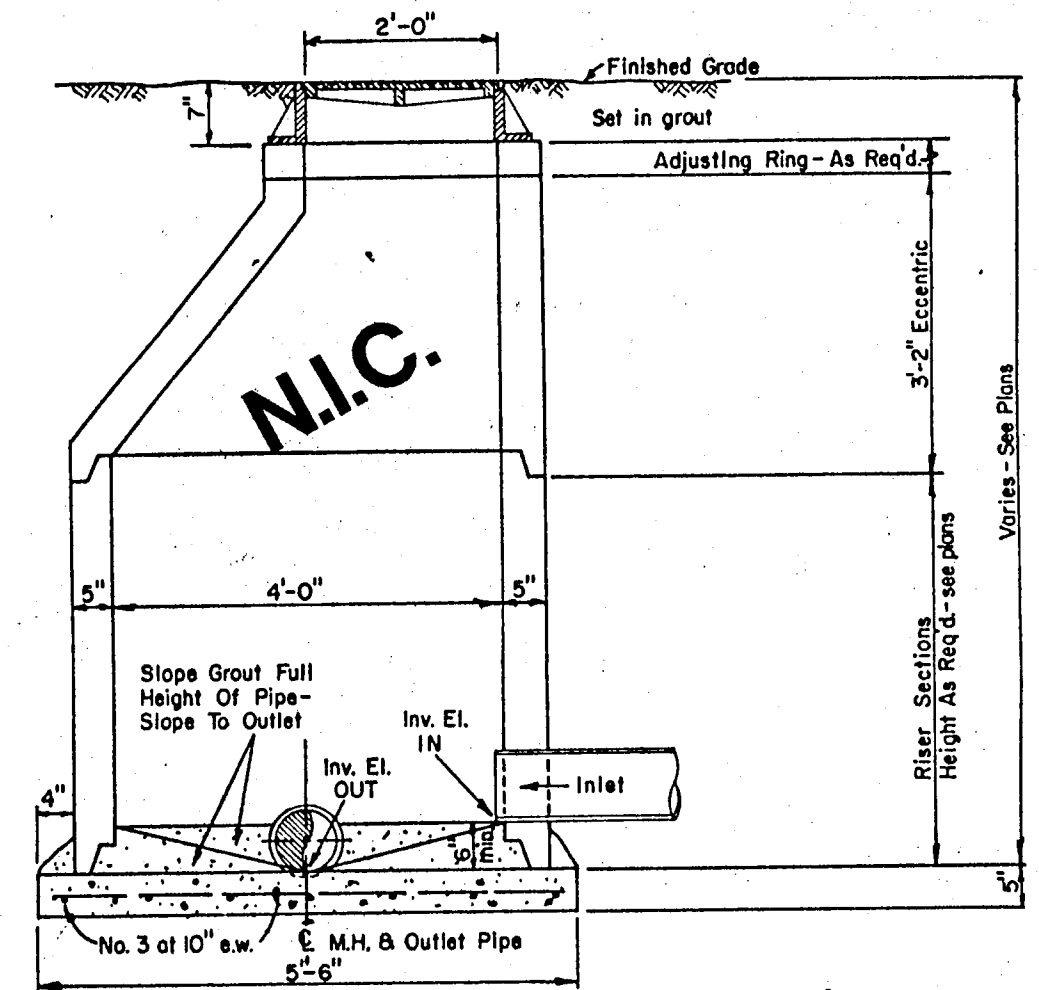 2'-0"
Finished Grade
7"
Set in grout
Adjusting Ring - As Req'd.
3'-2" Eccentric
Varies - See Plans
N.I.C.
5"
4'-0"
5"
Slope Grout Full
Height Of Pipe -
Slope To Outlet
Inv. El.
IN
Inv. El.
OUT
Inlet
Riser Sections
Height As Req'd. - see plans
4"
6"
min.
5"
No. 3 at 10" e.w.
℄ M.H. & Outlet Pipe
5'-6"